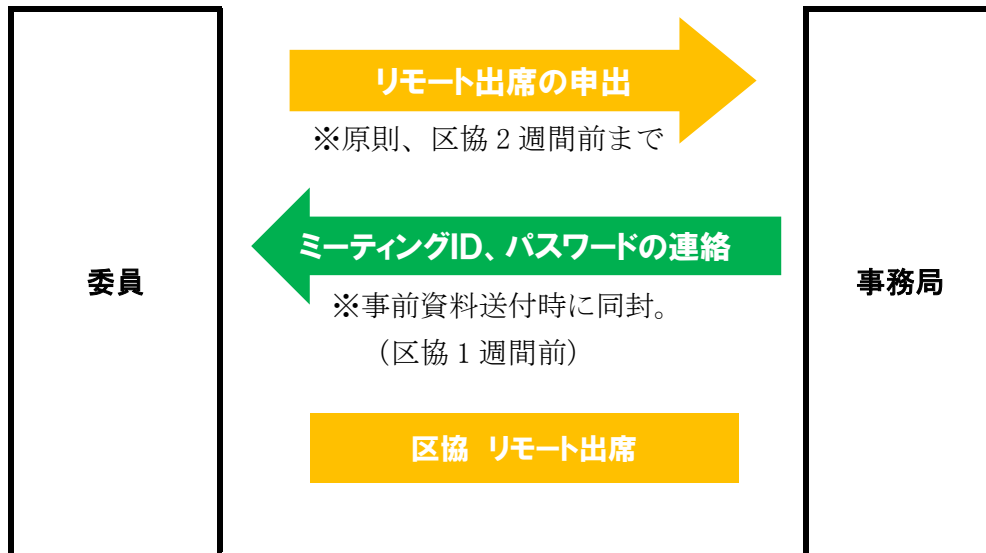 リモート出席の申出
※原則、区協2週間前まで
ミーティングID、パスワードの連絡
委員
事務局
※事前資料送付時に同封。
（区協1週間前）
区協 リモート出席